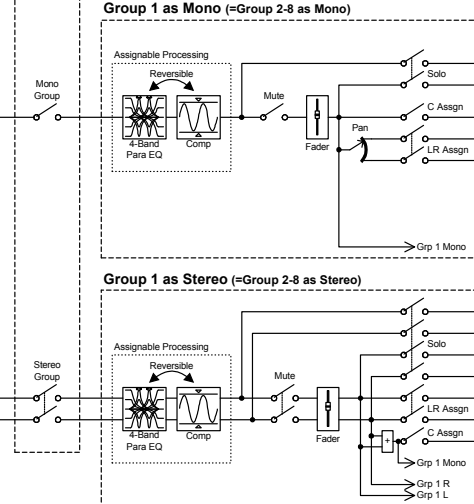 Group 1 as Mono (=Group 2-8 as Mono)
Assignable Processing
Reversible
Mono
Group
4-Band
Para EQ
Comp
Mute
Fader
Pan
Solo
C Assgn
LR Assgn
Grp 1 Mono
Group 1 as Stereo (=Group 2-8 as Stereo)
Assignable Processing
Reversible
Stereo
Group
4-Band
Para EQ
Comp
Mute
Fader
Solo
LR Assgn
+
C Assgn
Grp 1 Mono
Grp 1 R
Grp 1 L